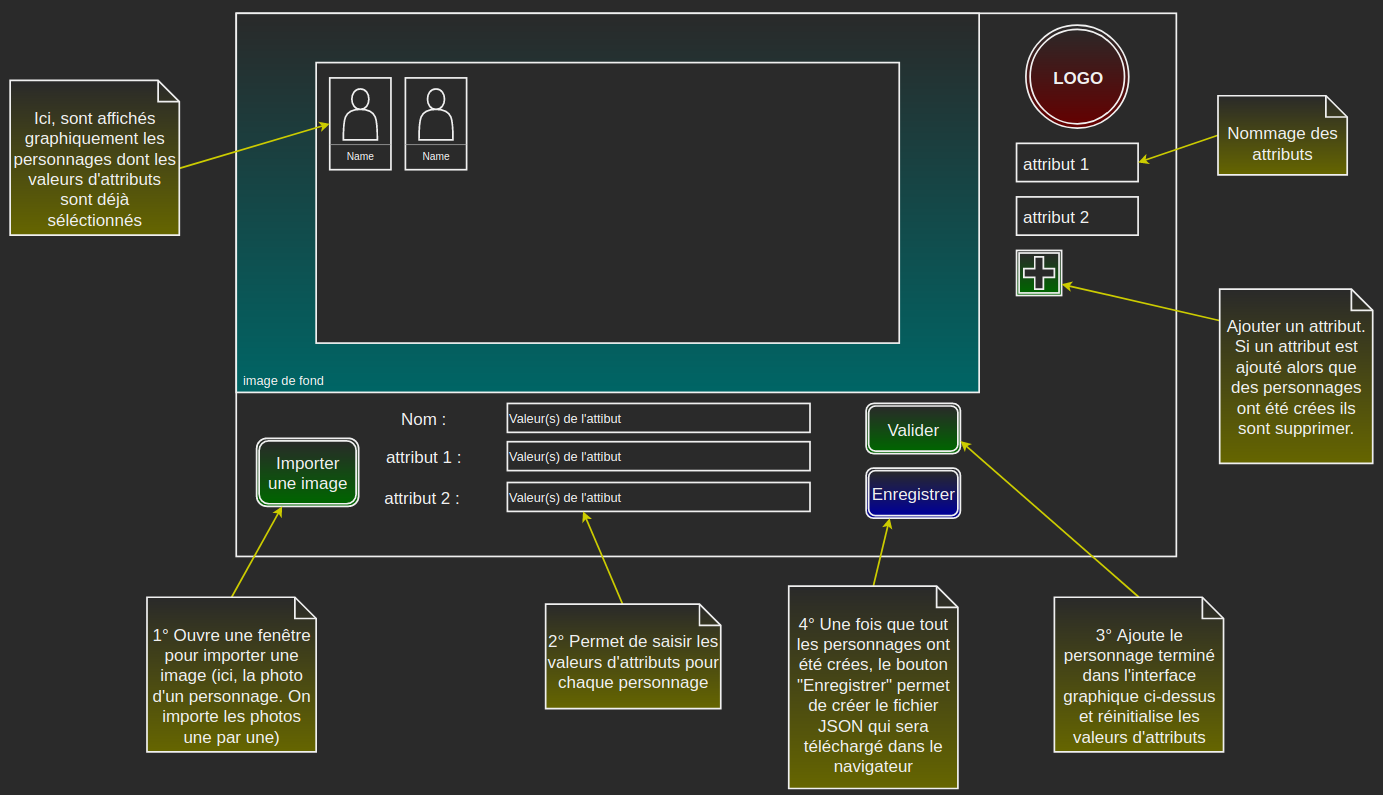 Ici, sont affichés
graphiquement les
personnages dont les
valeurs d'attributs
sont déjà
séléctionnés
Name
Name
image de fond
LOGO
attribut 1
attribut 2
Nommage des
attributs
Ajouter un attribut.
Si un attribut est
ajouté alors que
des personnages
ont été crées ils
sont supprimer.
Importer
une image
Nom :
Valeur(s) de l'attibut
attribut 1 :
Valeur(s) de l'attibut
attribut 2 :
Valeur(s) de l'attibut
Valider
Enregistrer
1° Ouvre une fenêtre
pour importer une
image (ici, la photo
d'un personnage. On
importe les photos
une par une)
2° Permet de saisir les
valeurs d'attributs pour
chaque personnage
4° Une fois que tout
les personnages ont
été crées, le bouton
"Enregistrer" permet
de créer le fichier
JSON qui sera
téléchargé dans le
navigateur
3° Ajoute le
personnage terminé
dans l'interface
graphique ci-dessus
et réinitialise les
valeurs d'attributs